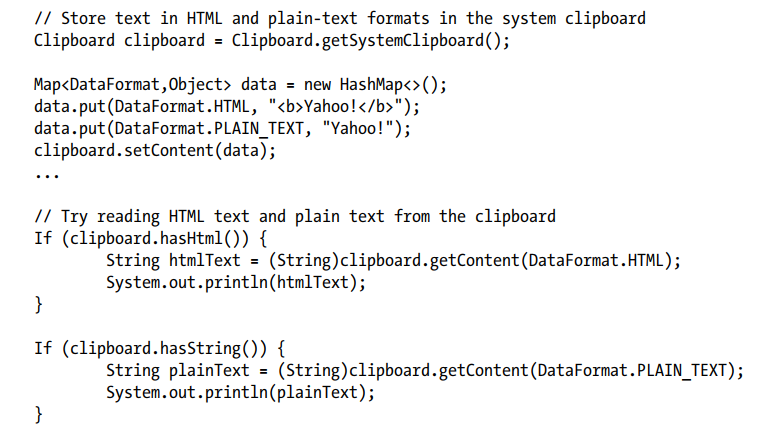 // Store text in HTML and plain-text formats in the system clipboard
Clipboard clipboard = Clipboard.getSystemClipboard();
Map<DataFormat,Object> data = new HashMap<>();
data.put(DataFormat.HTML, "<b>Yahoo!</b>");
data.put(DataFormat.PLAIN_TEXT, "Yahoo!");
clipboard.setContent(data);
...
// Try reading HTML text and plain text from the clipboard
If (clipboard.hasHtml()) {
        String htmlText = (String)clipboard.getContent(DataFormat.HTML);
        System.out.println(htmlText);
}
If (clipboard.hasString()) {
        String plainText = (String)clipboard.getContent(DataFormat.PLAIN_TEXT);
        System.out.println(plainText);
}